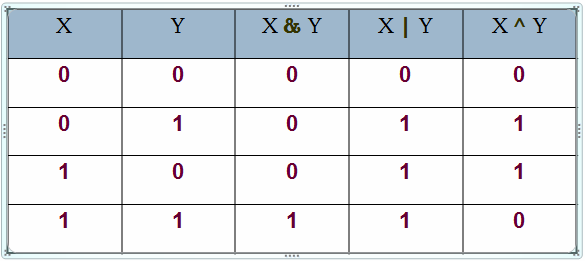 X Y X & Y X | Y X ^ Y
0 0 0 0 0
0 1 0 1 1
1 0 0 1 1
1 1 1 1 0